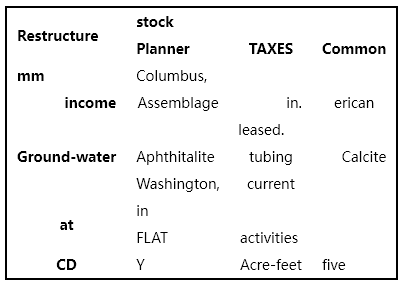 Restructure stock Planner TAXES Common
mm Columbus,
income Assemblage in. erican
leased.
Ground-water Aphthitalite tubing Calcite
Washington, current
at in
FLAT activities
CD Y Acre-feet five